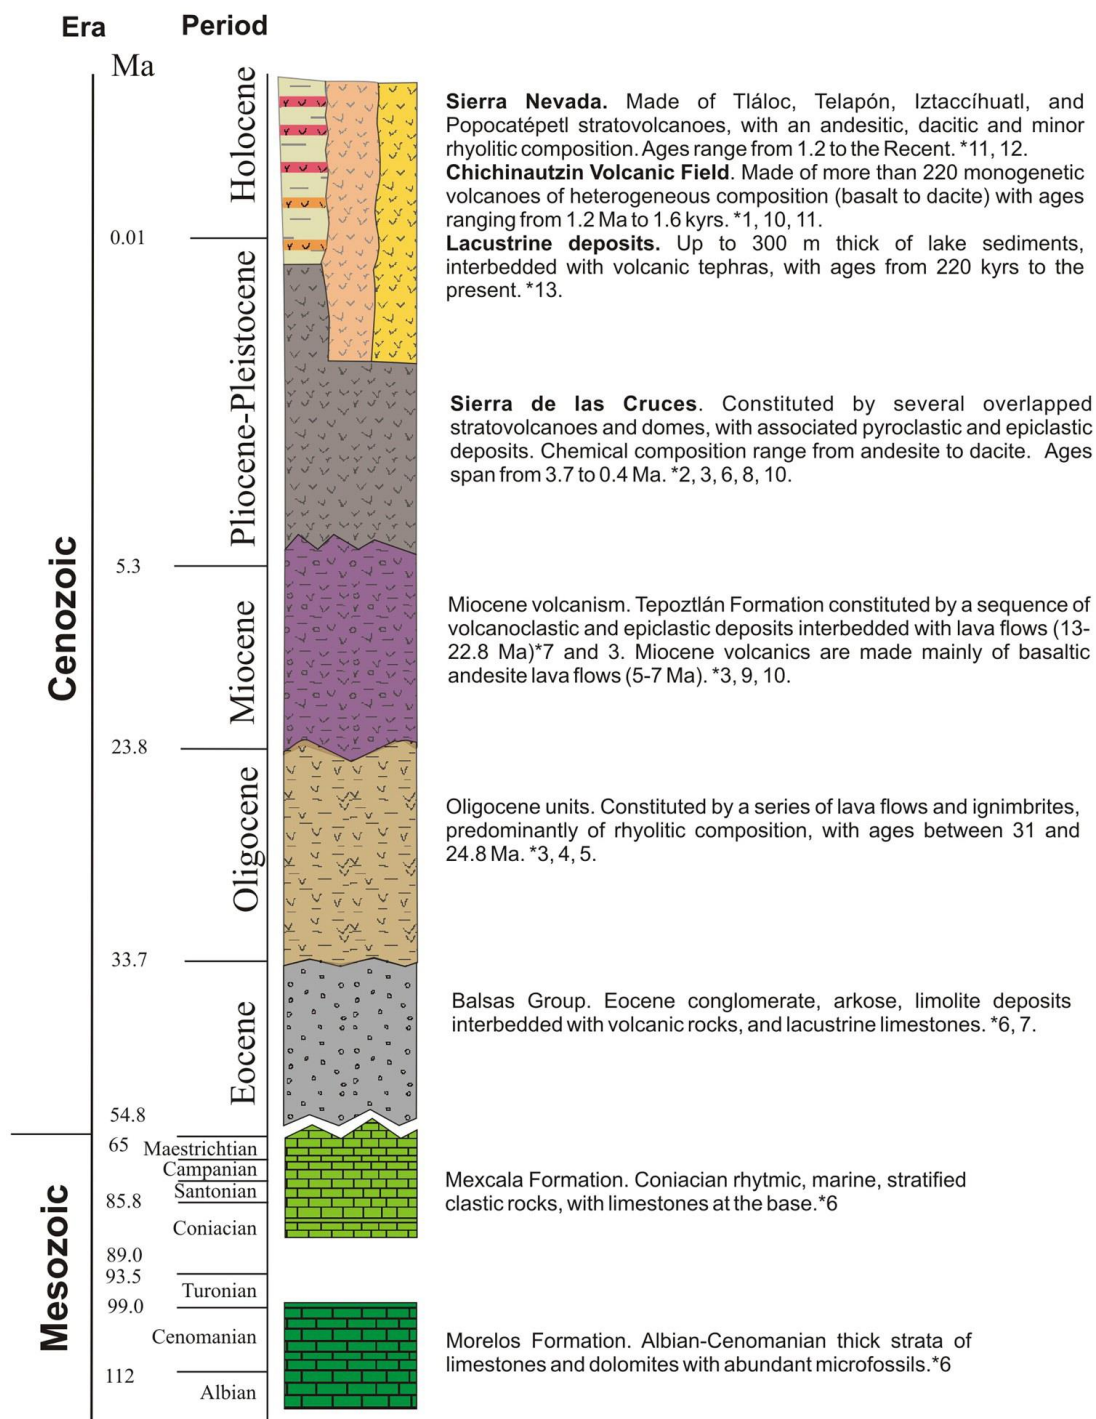 Era
Period
Ma
Holocene
Sierra Nevada. Made of Tláloc, Telapón, Iztaccíhuatl, and
Popocatépetl stratovolcanoes, with an andesitic, dacitic and minor
rhyolitic composition. Ages range from 1.2 to the Recent. *11, 12.
Chichinautzin Volcanic Field. Made of more than 220 monogenetic
volcanoes of heterogeneous composition (basalt to dacite) with ages
ranging from 1.2 Ma to 1.6 kyrs. *1, 10, 11.
Lacustrine deposits. Up to 300 m thick of lake sediments,
interbedded with volcanic tephras, with ages from 220 kyrs to the
present. *13.
0.01
Pliocene-Pleistocene
Sierra de las Cruces. Constituted by several overlapped
stratovolcanoes and domes, with associated pyroclastic and epiclastic
deposits. Chemical composition range from andesite to dacite. Ages
span from 3.7 to 0.4 Ma. *2, 3, 6, 8, 10.
Cenozoic
5.3
Miocene
Miocene volcanism. Tepoztlán Formation constituted by a sequence of
volcanoclastic and epiclastic deposits interbedded with lava flows (13-
22.8 Ma)*7 and 3. Miocene volcanics are made mainly of basaltic
andesite lava flows (5-7 Ma). *3, 9, 10.
23.8
Oligocene
Oligocene units. Constituted by a series of lava flows and ignimbrites,
predominantly of rhyolitic composition, with ages between 31 and
24.8 Ma. *3, 4, 5.
33.7
Eocene
Balsas Group. Eocene conglomerate, arkose, limolite deposits
interbedded with volcanic rocks, and lacustrine limestones. *6, 7.
54.8
65
Maestrichtian
Campanian
Santonian
85.8
Coniacian
Mexcala Formation. Coniacian rhytmic, marine, stratified
clastic rocks, with limestones at the base.*6
Mesozoic
89.0
93.5
Turonian
99.0
Cenomanian
Morelos Formation. Albian-Cenomanian thick strata of
limestones and dolomites with abundant microfossils.*6
112
Albian